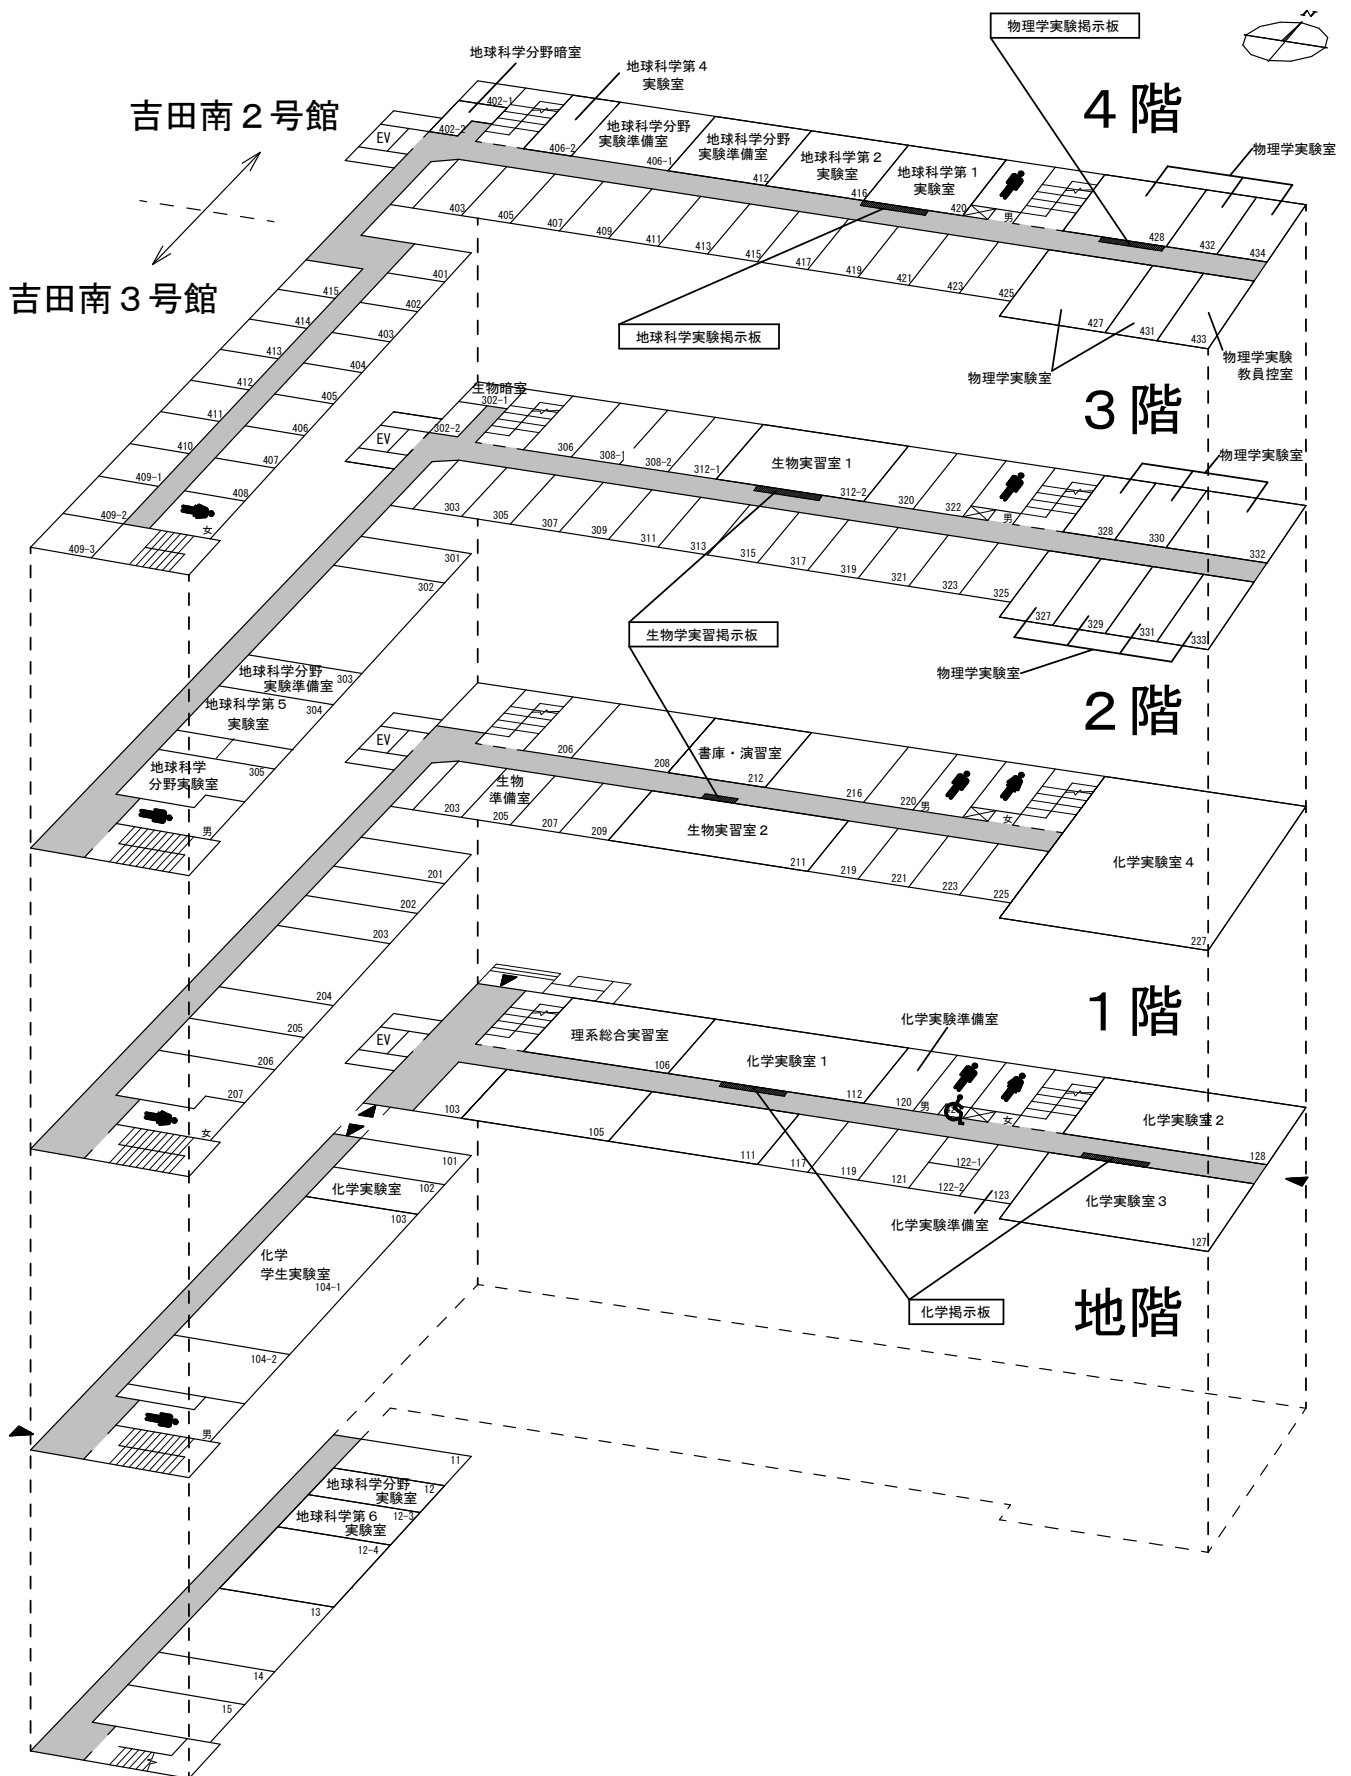 物理学実験掲示板
N
地球科学分野暗室
地球科学第４
実験室
４階
吉田南２号館
402-1
402-2
EV
406-2
地球科学分野
実験準備室
406-1
地球科学分野
実験準備室
412
地球科学第２
実験室
416
地球科学第１
実験室
420
男
物理学実験室
428
432
434
403
405
407
409
411
413
415
417
419
421
423
425
427
431
433
吉田南３号館
地球科学実験掲示板
物理学実験室
物理学実験
教員控室
401
402
403
404
405
406
407
408
415
414
413
412
411
410
409-1
409-2
409-3
女
３階
生物暗室
302-1
302-2
EV
306
308-1
308-2
312-1
生物実習室１
312-2
320
322
男
物理学実験室
328
330
332
303
305
307
309
311
313
315
317
319
321
323
325
327
329
331
333
生物学実習掲示板
物理学実験室
301
302
地球科学分野
実験準備室
303
地球科学第５
実験室
304
地球科学
分野実験室
305
男
２階
EV
206
208
書庫・演習室
212
216
220
男
女
化学実験室４
227
203
生物
準備室
205
207
209
生物実習室２
211
219
221
223
225
201
202
203
204
205
206
207
女
１階
EV
理系総合実習室
106
化学実験室１
112
化学実験準備室
120
男
女
化学実験室２
128
103
105
111
117
119
121
122-1
122-2
123
化学実験準備室
化学実験室３
127
化学掲示板
101
化学実験室
102
103
化学
学生実験室
104-1
104-2
男
地階
11
地球科学分野
実験室
12
地球科学第６
実験室
12-3
12-4
13
14
15